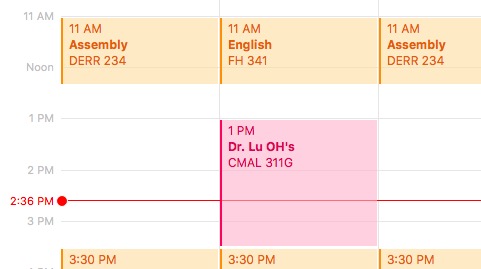 11 AM
11 AM
Assembly
DERR 234
11 AM
English
FH 341
11 AM
Assembly
DERR 234
Noon
1 PM
1 PM
Dr. Lu OH's
CMAL 311G
2 PM
2:36 PM
3 PM
3:30 PM
3:30 PM
3:30 PM